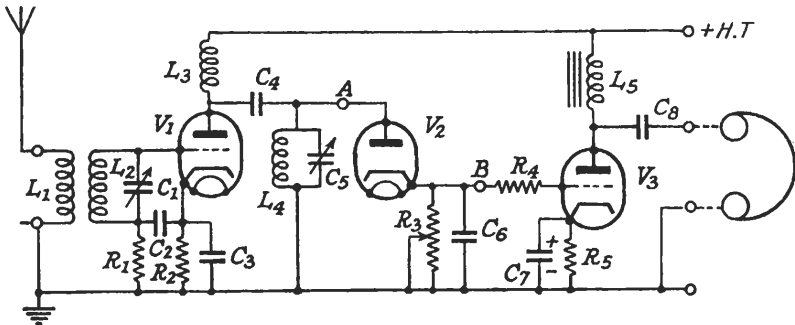 + H.T
L3
C4
A
L5
C8
V1
V2
V3
L1
L2
C1
L4
C5
B
R4
R1
C2
R2
C3
R3
C6
+
C7
-
R5